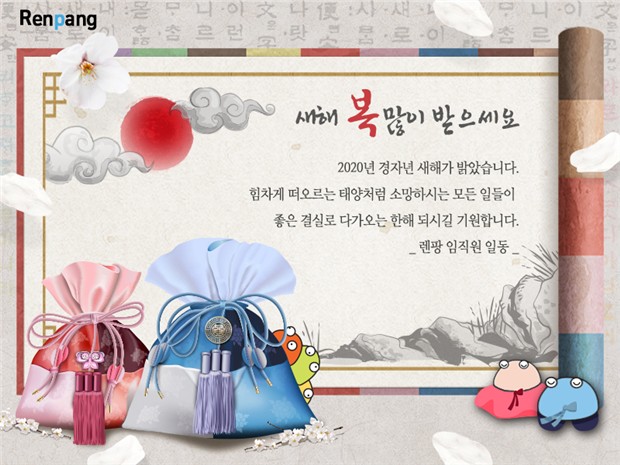 Renpang
새해 복 많이 받으세요
2020년 경자년 새해가 밝았습니다.
힘차게 떠오르는 태양처럼 소망하시는 모든 일들이
좋은 결실로 다가오는 한해 되시길 기원합니다.
_ 렌팡 임직원 일동 _